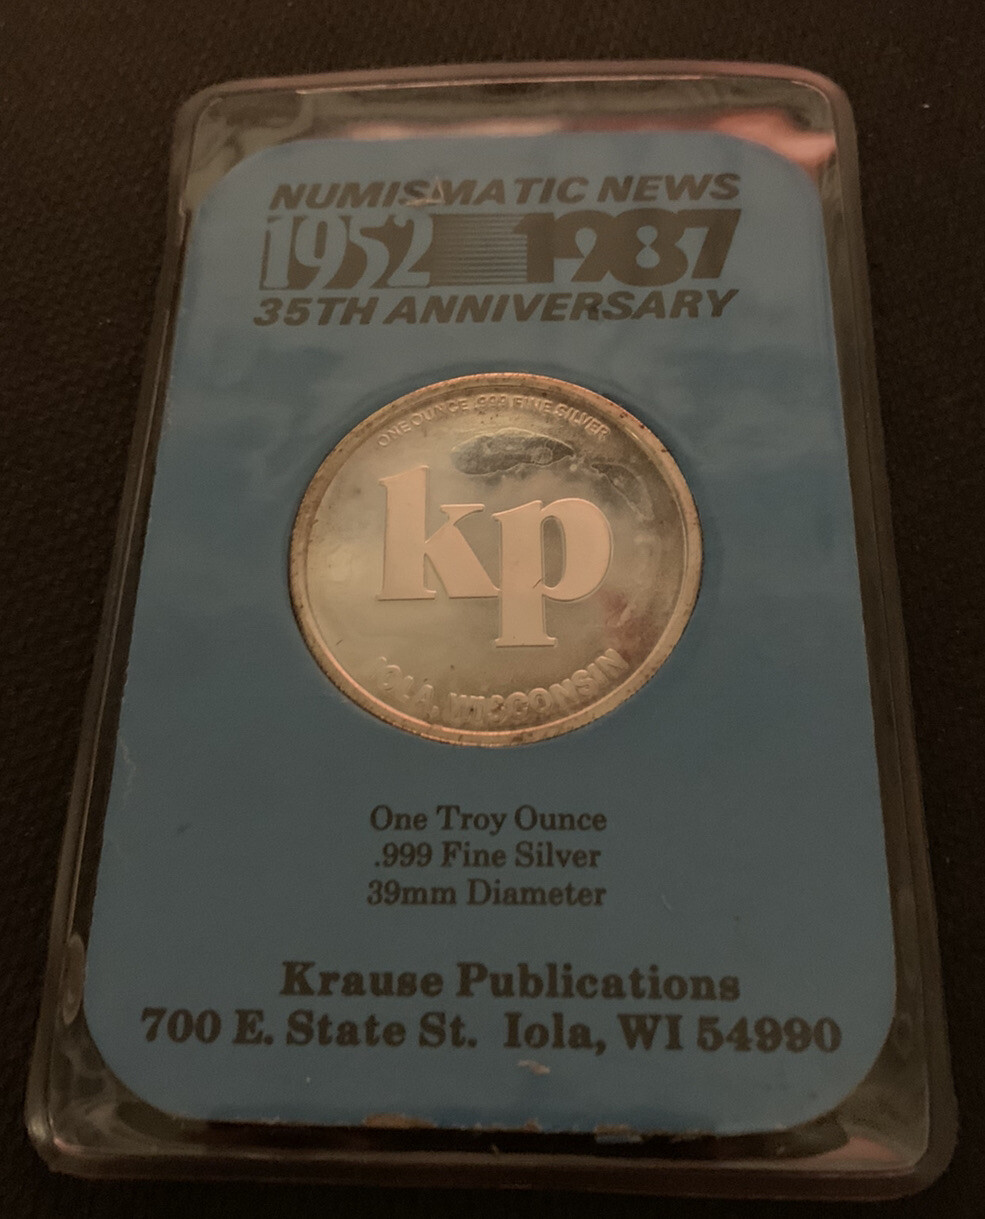 NUMISMATIC NEWS
1952 1987
35TH ANNIVERSARY
ONE OUNCE .999 FINE SILVER
kp
IOLA, WISCONSIN
One Troy Ounce
.999 Fine Silver
39mm Diameter
Krause Publications
700 E. State St. Iola, WI 54990